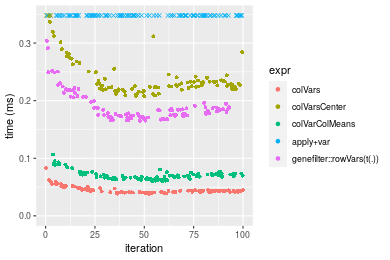 0.3
0.2
0.1
0.0
time (ms)
0
25
50
75
100
iteration
expr
colVars
colVarsCenter
colVarColMeans
apply+var
genefilter::rowVars(t(.))